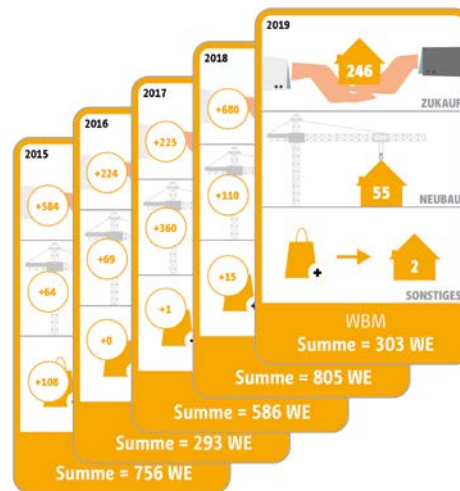 2015
+584
+64
+108
Summe = 756 WE
2016
+224
+69
+0
Summe = 293 WE
2017
+225
+360
+1
Summe = 586 WE
2018
+680
+110
+15
Summe = 805 WE
2019
246
ZUKAUF
55
NEUBAU
+
2
SONSTIGES
WBM
Summe = 303 WE